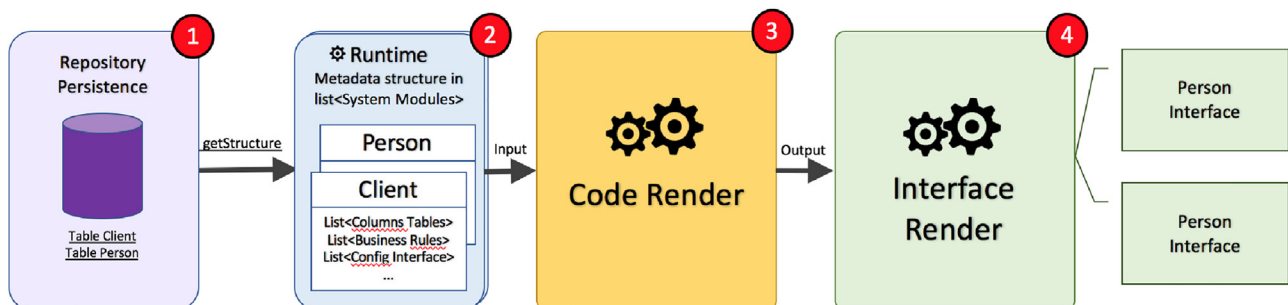 1
Repository
Persistence
Table Client
Table Person
getStructure
2
Runtime
Metadata structure in
list<System Modules>
Person
Client
List<Columns Tables>
List<Business Rules>
List<Config Interface>
...
Input
3
Code Render
Output
4
Interface
Render
Person
Interface
Person
Interface